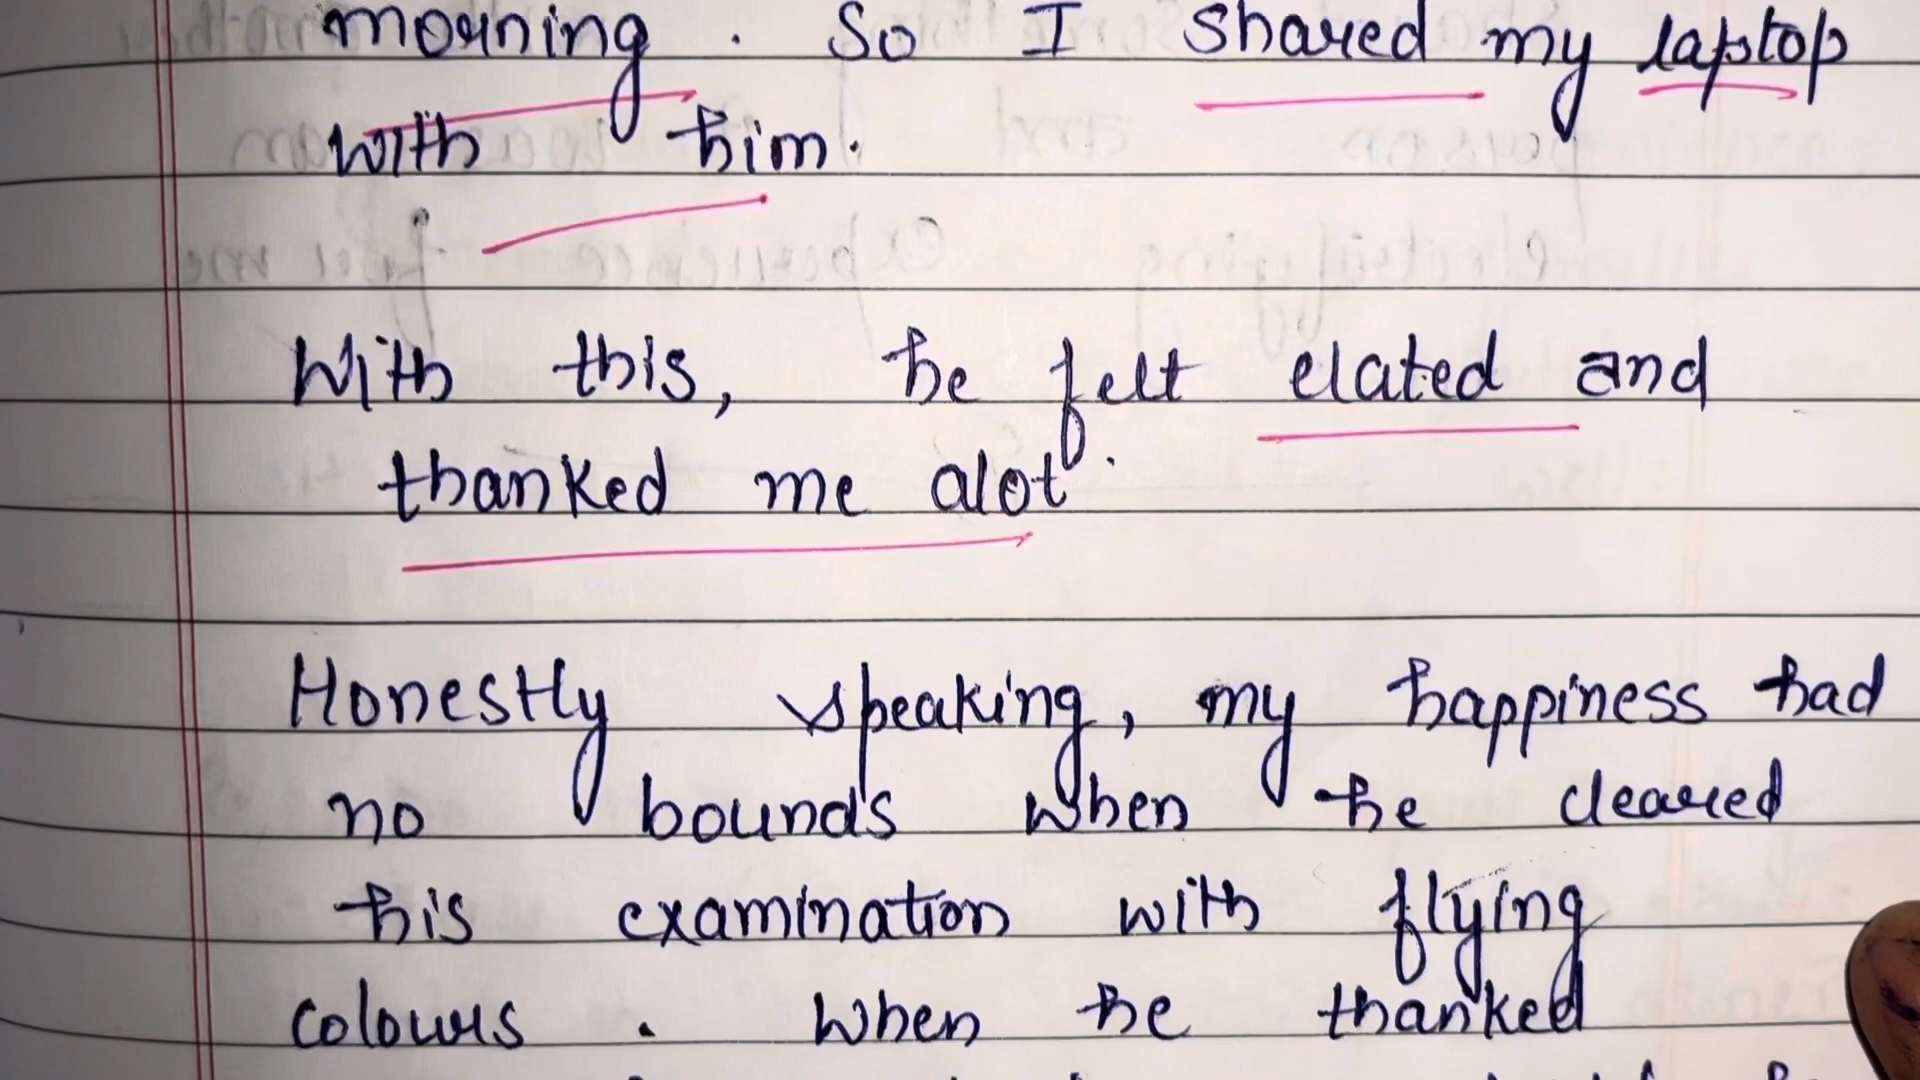 morning. So I shared my laptop
with him.
With this, he felt elated and
thanked me alot.
Honestly speaking, my happiness had
no bounds when he cleared
his examination with flying
colours. When he thanked